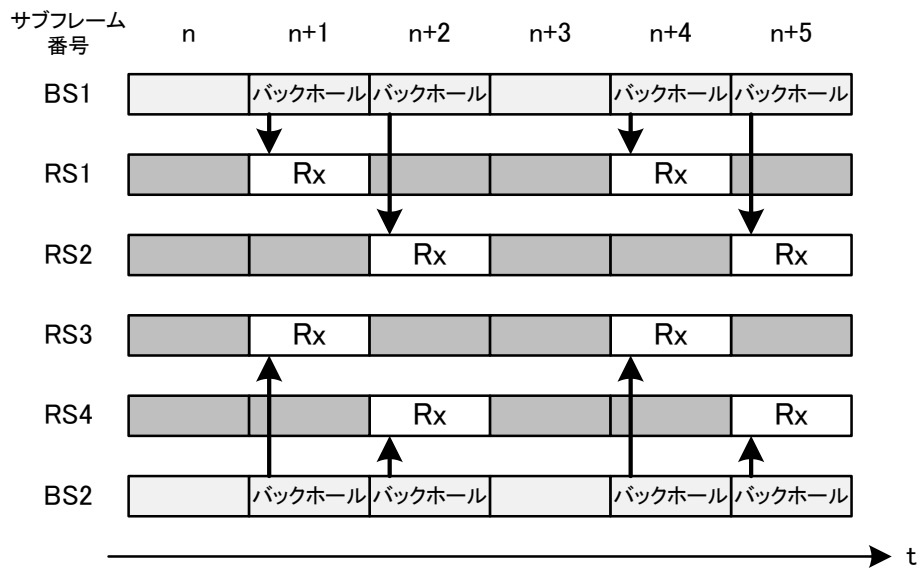 サブフレーム
番号
n n+1 n+2 n+3 n+4 n+5
BS1 バックホール バックホール バックホール バックホール
RS1 Rx Rx
RS2 Rx Rx
RS3 Rx Rx
RS4 Rx Rx
BS2 バックホール バックホール バックホール バックホール
t